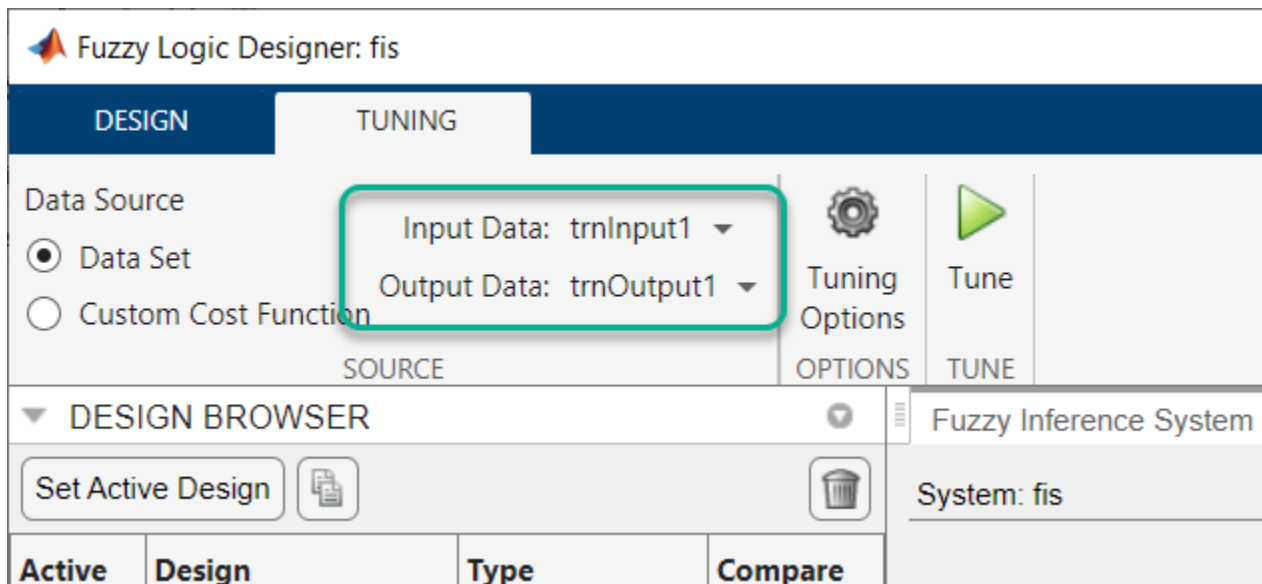 Fuzzy Logic Designer: fis
DESIGN TUNING
Data Source
Data Set
Custom Cost Function
Input Data: trnInput1
Output Data: trnOutput1
SOURCE
Tuning
Options
OPTIONS
Tune
TUNE
DESIGN BROWSER
Set Active Design
Active Design Type Compare
Fuzzy Inference System
System: fis